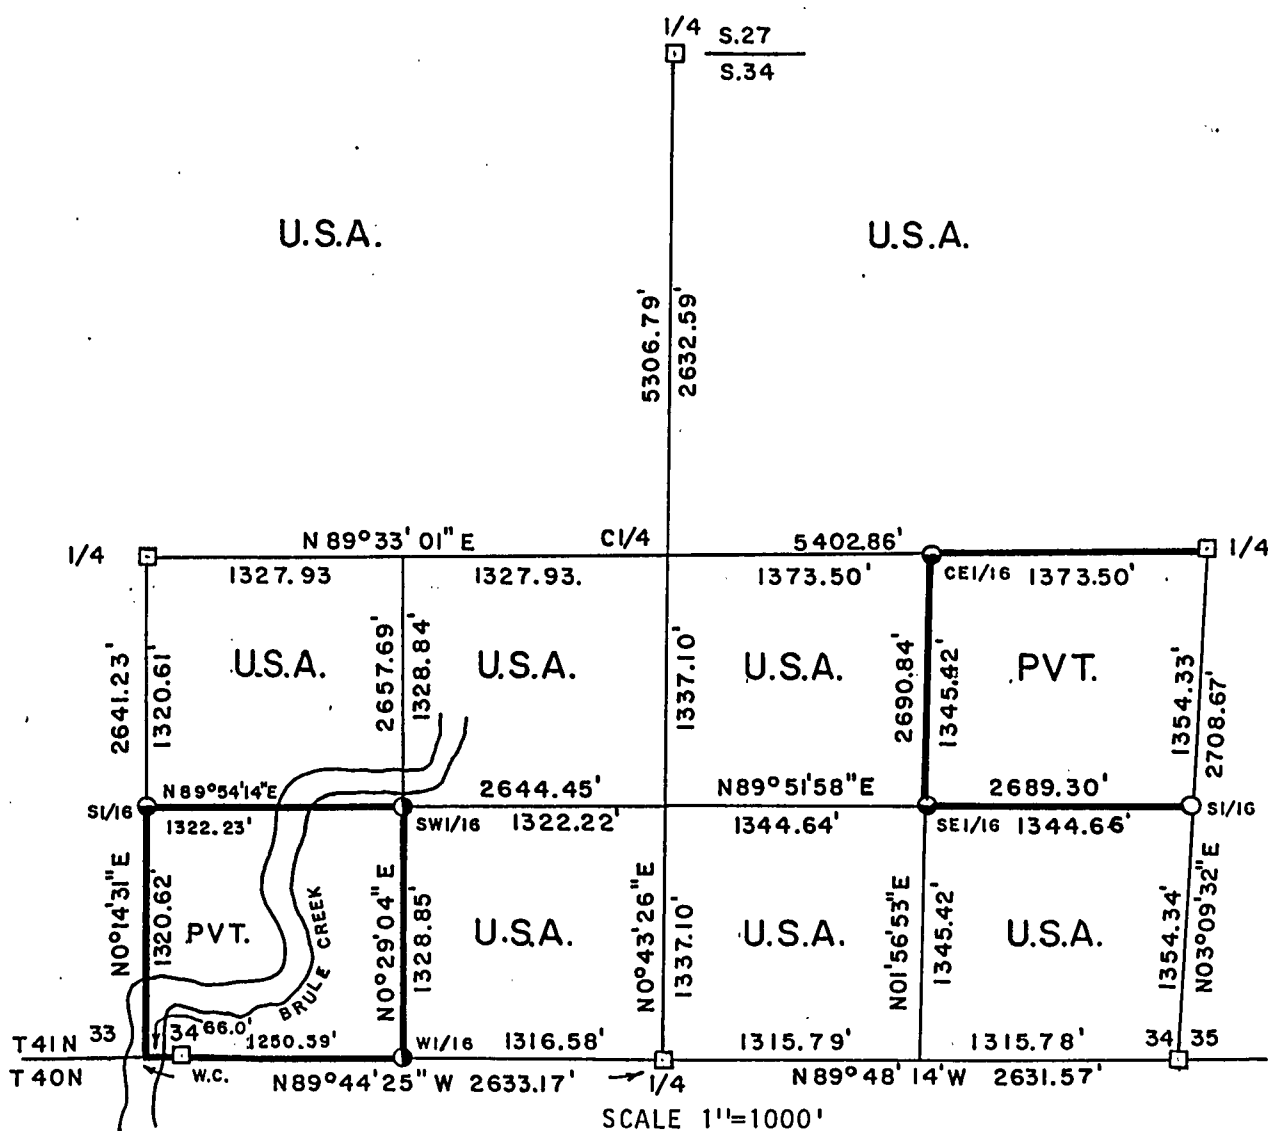 1/4 S.27
S.34
U.S.A.
U.S.A.
5306.79'
2632.59'
1/4
N 89°33' 01" E
C1/4
5402.86'
1/4
1327.93
1327.93.
1373.50'
CE1/16
1373.50'
2641.23'
1320.61'
U.S.A.
2657.69'
1328.84'
U.S.A.
1337.10'
U.S.A.
2690.84'
1345.42'
PVT.
1354.33'
2708.67'
N89°54'14"E
2644.45'
N89°51'58"E
2689.30'
S1/16
1322.23'
SW1/16
1322.22'
1344.64'
SE1/16
1344.66'
S1/16
N0°14'31" E
1320.62'
PVT.
BRULE CREEK
N0°29'04" E
1328.85'
U.S.A.
N0°43'26" E
1337.10'
U.S.A.
N01°56'53" E
1345.42'
U.S.A.
1354.34'
N03°09'32" E
T41N
33
34
66.0'
1250.59'
W1/16
1316.58'
1315.79'
1315.78'
34
35
T40N
W.C.
N89°44'25" W 2633.17'
1/4
N89°48'14"W 2631.57'
SCALE 1"=1000'